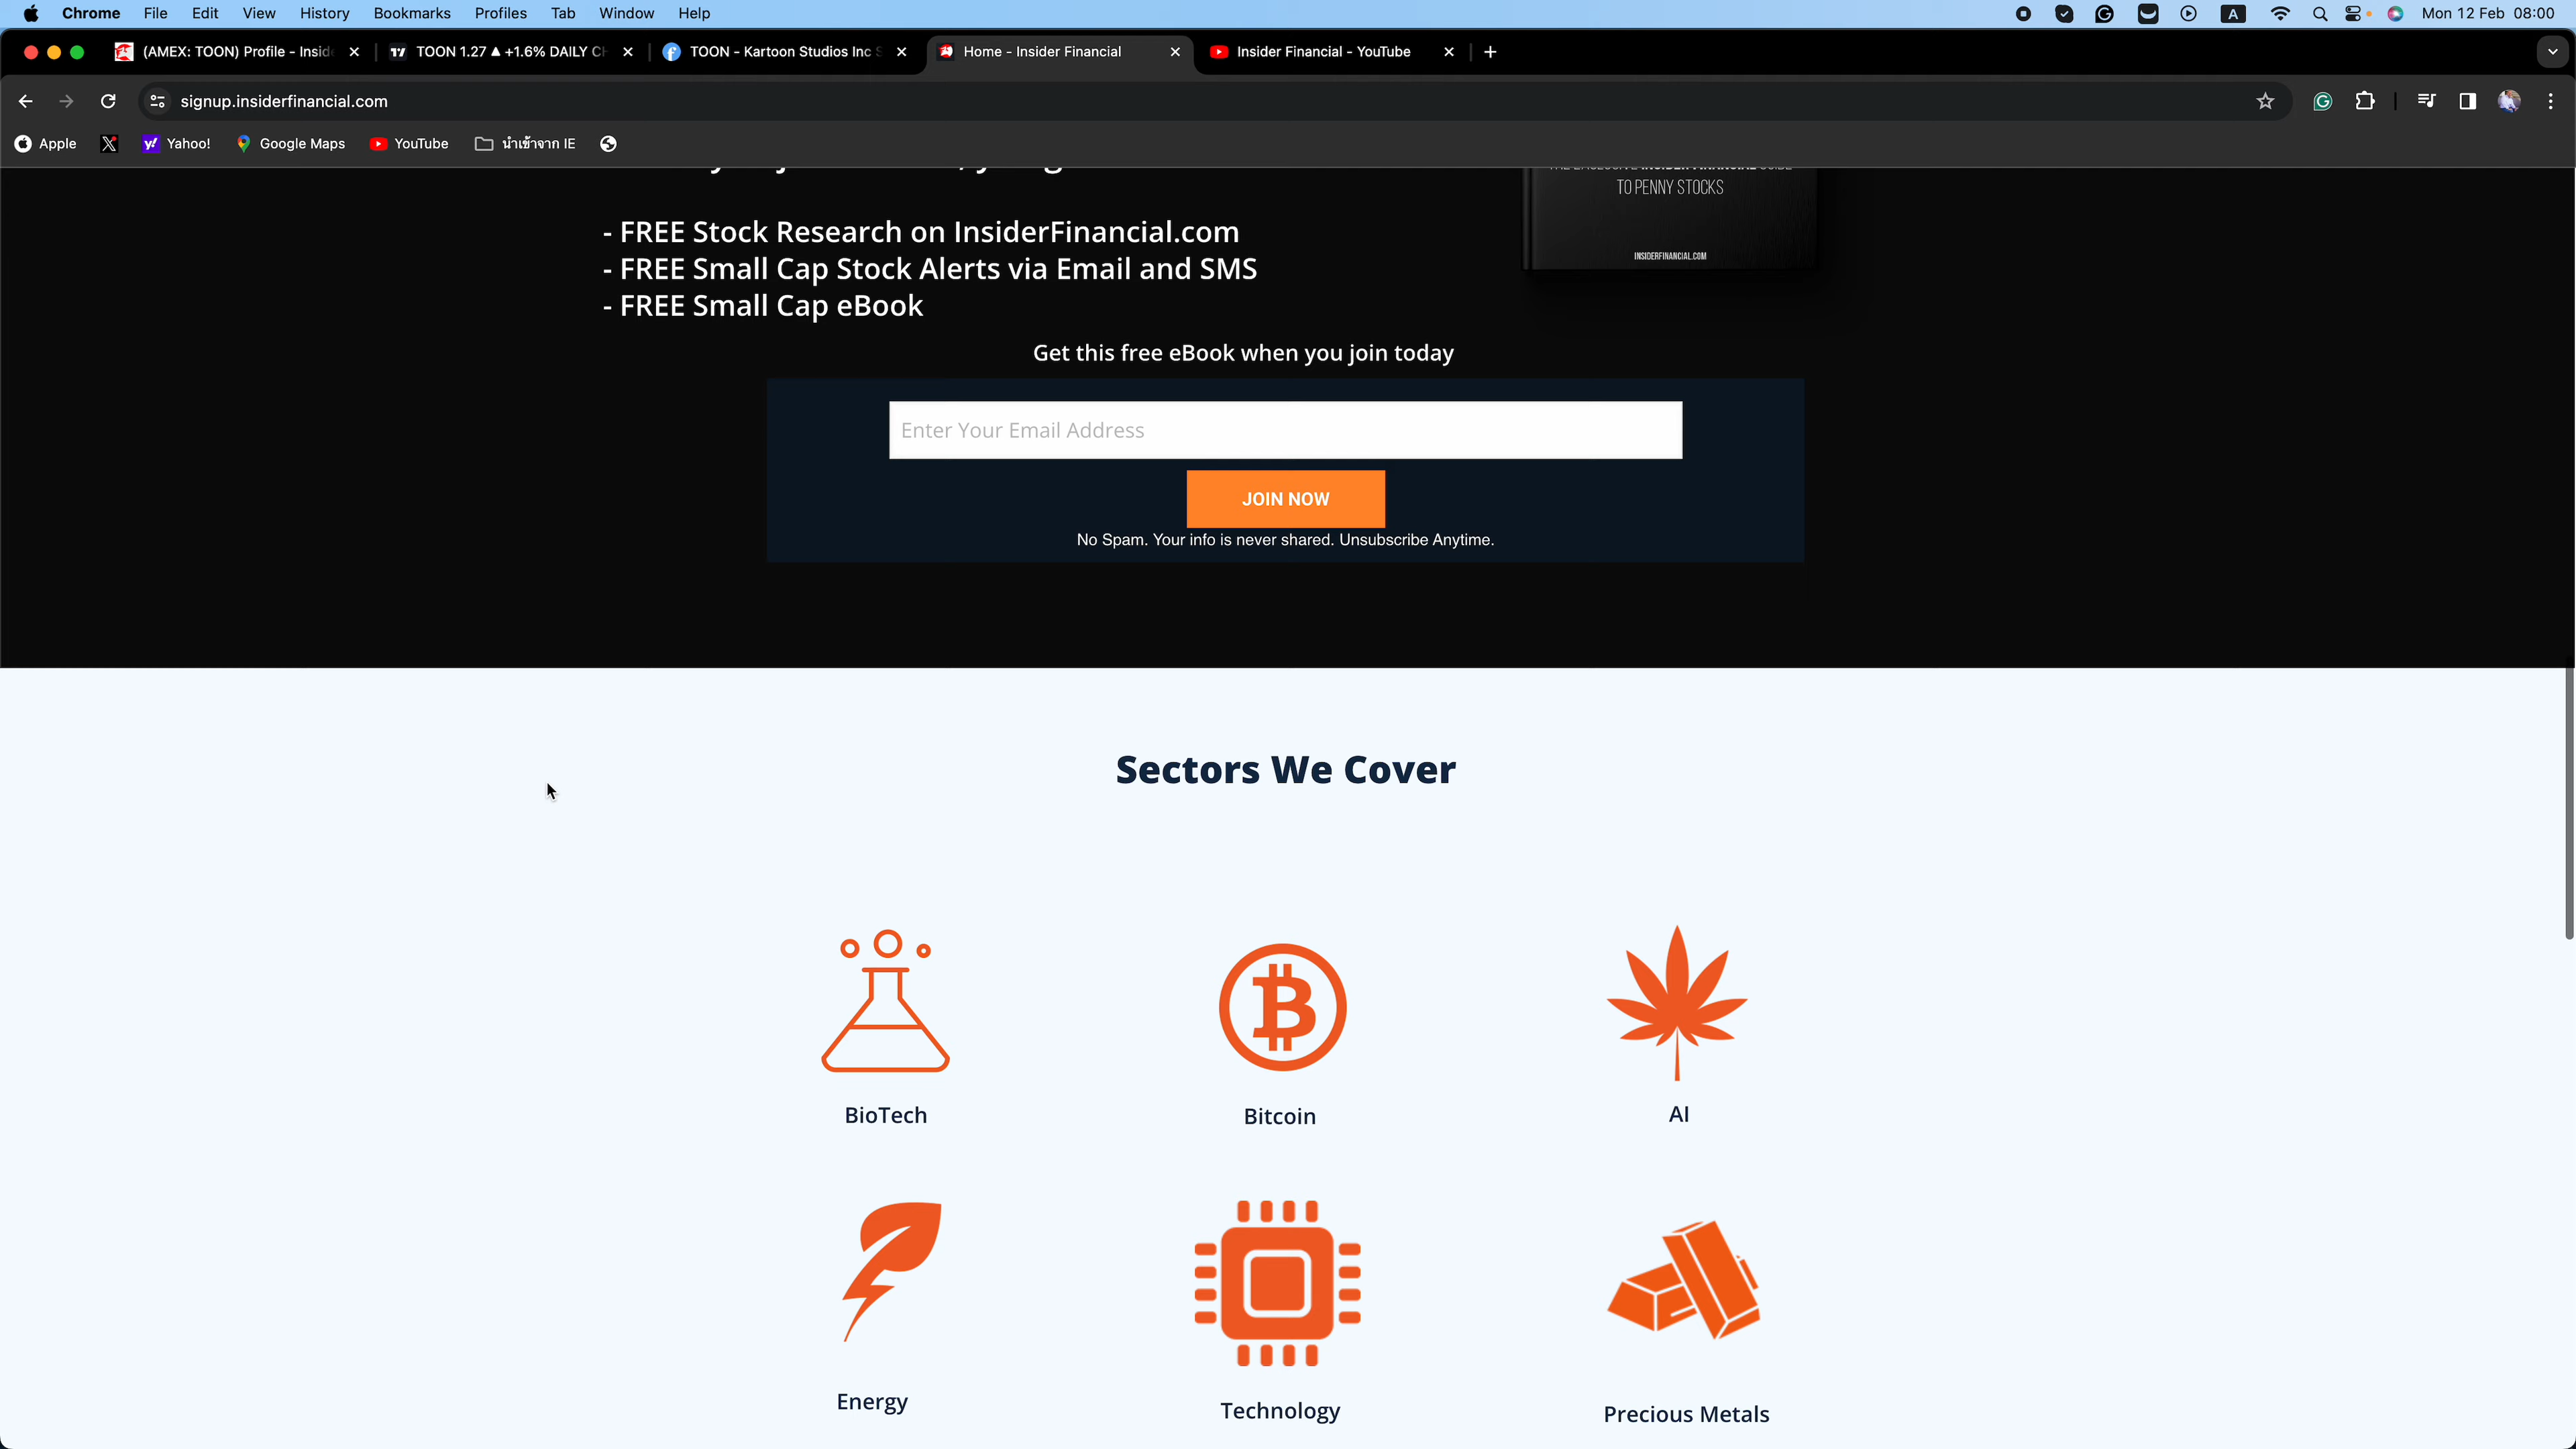 Chrome File Edit View History Bookmarks Profiles Tab Window Help A Mon 12 Feb 08:00
(AMEX: TOON) Profile - Inside TOON 1.27 ▲ +1.6% DAILY CH TOON - Kartoon Studios Inc S Home - Insider Financial Insider Financial - YouTube
signup.insiderfinancial.com
Apple Yahoo! Google Maps YouTube นำเข้าจาก IE
TO PENNY STOCKS
INSIDERFINANCIAL.COM
- FREE Stock Research on InsiderFinancial.com
- FREE Small Cap Stock Alerts via Email and SMS
- FREE Small Cap eBook
Get this free eBook when you join today
Enter Your Email Address
JOIN NOW
No Spam. Your info is never shared. Unsubscribe Anytime.
Sectors We Cover
BioTech Bitcoin AI
Energy Technology Precious Metals